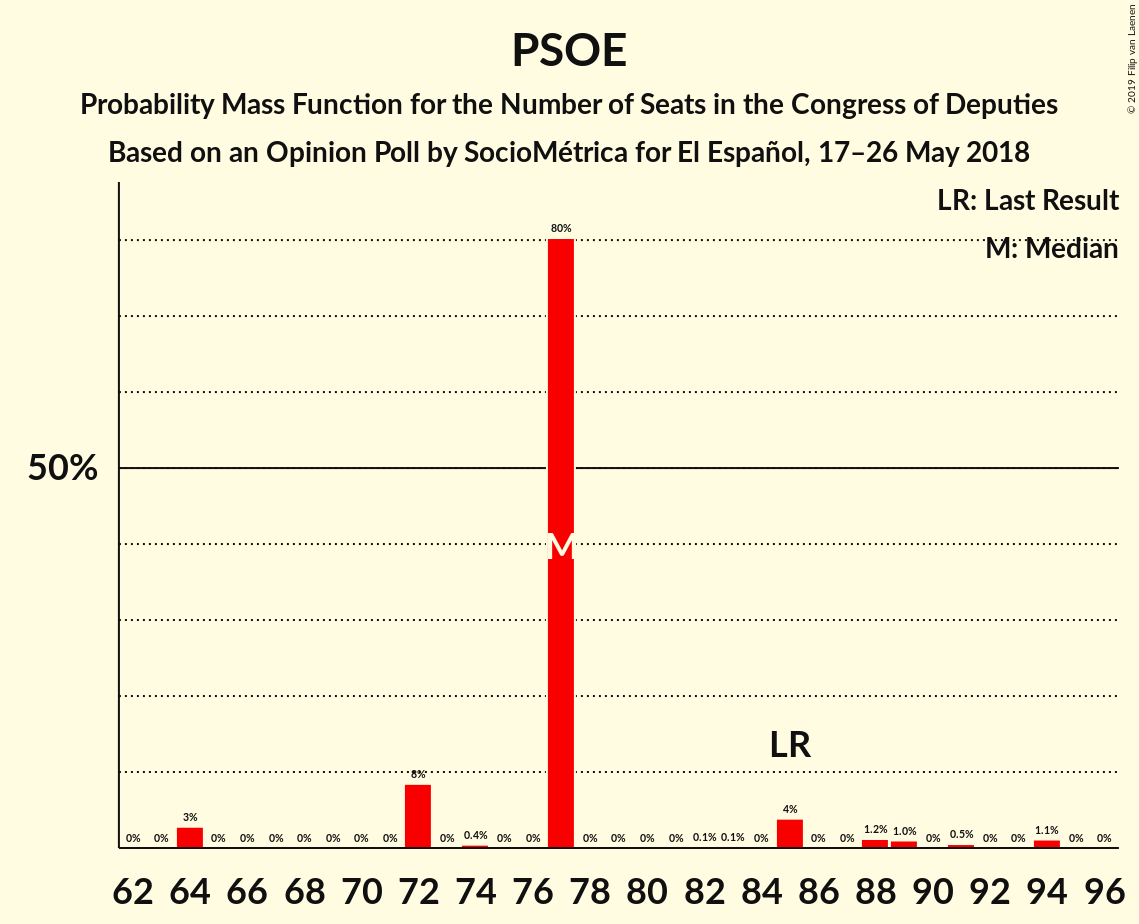 PSOE
Probability Mass Function for the Number of Seats in the Congress of Deputies
Based on an Opinion Poll by SocioMétrica for El Español, 17–26 May 2018
© 2019 Filip van Laenen
LR: Last Result
M: Median
50%
0% 0% 3% 0% 0% 0% 0% 0% 0% 0% 8% 0% 0.4% 0% 0% 80% 0% 0% 0% 0% 0.1% 0.1% 0% 4% 0% 0% 1.2% 1.0% 0% 0.5% 0% 0% 1.1% 0% 0%
M
LR
62 64 66 68 70 72 74 76 78 80 82 84 86 88 90 92 94 96